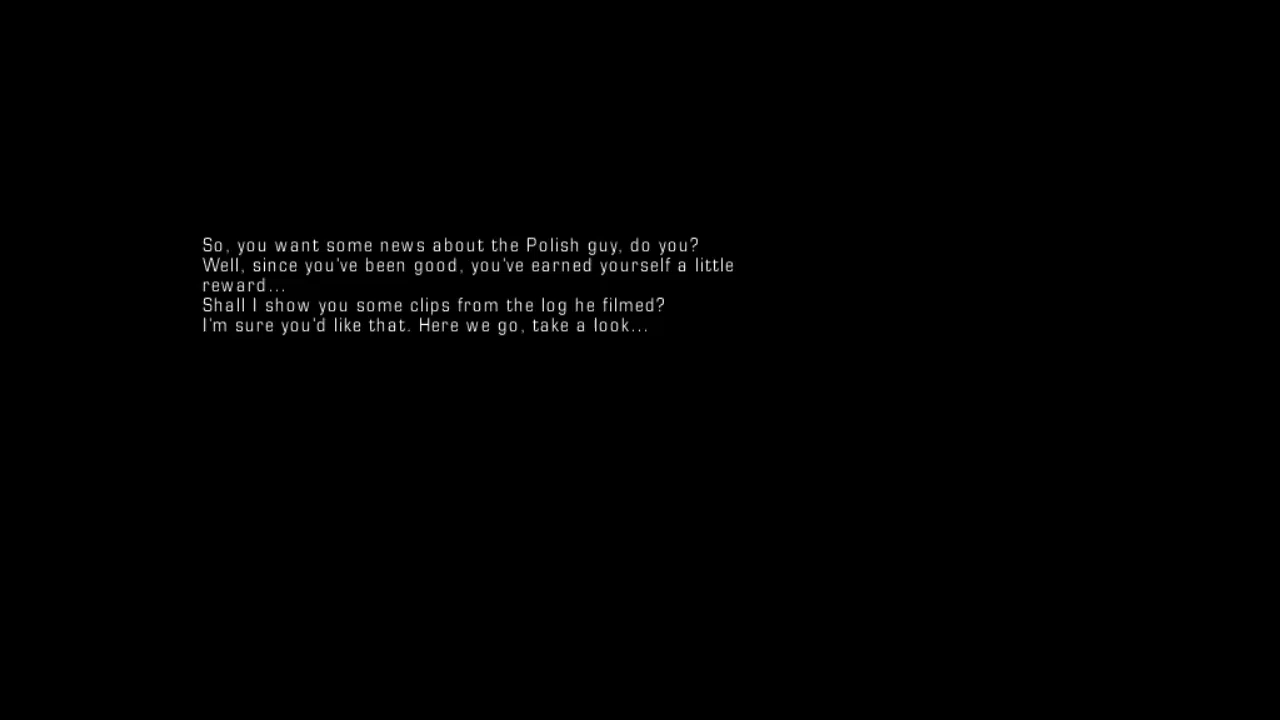 So, you want some news about the Polish guy, do you?
Well, since you've been good, you've earned yourself a little
reward...
Shall I show you some clips from the log he filmed?
I'm sure you'd like that. Here we go, take a look...